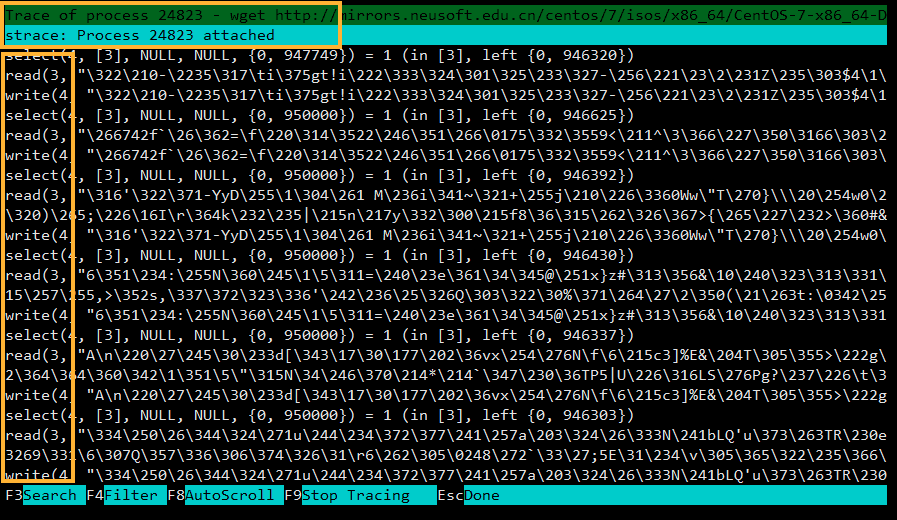 Trace of process 24823 - wget http://mirrors.neusoft.edu.cn/centos/7/isos/x86_64/CentOS-7-x86_64-D
strace: Process 24823 attached
select(4, [3], NULL, NULL, {0, 947749}) = 1 (in [3], left {0, 946320})
read(3, "\322\210-\2235\317\ti\375gt!i\222\333\324\301\325\233\327-\256\221\23\2\231Z\235\303$4\1\
write(4, "\322\210-\2235\317\ti\375gt!i\222\333\324\301\325\233\327-\256\221\23\2\231Z\235\303$4\1
select(4, [3], NULL, NULL, {0, 950000}) = 1 (in [3], left {0, 946625})
read(3, "\266742f`\26\362=\f\220\314\3522\246\351\266\0175\332\3559<\211^\3\366\227\350\3166\303\2
write(4, "\266742f`\26\362=\f\220\314\3522\246\351\266\0175\332\3559<\211^\3\366\227\350\3166\303\
select(4, [3], NULL, NULL, {0, 950000}) = 1 (in [3], left {0, 946392})
read(3, "\316'\322\371-YyD\255\1\304\261 M\236i\341~\321+\255j\210\226\3360Ww\"T\270}\\\20\254w0\2
\320)\265;\226\16I\r\364k\232\235|\215n\217y\332\300\215f8\36\315\262\326\367>{\265\227\232>\360#&
write(4, "\316'\322\371-YyD\255\1\304\261 M\236i\341~\321+\255j\210\226\3360Ww\"T\270}\\\20\254w0\
select(4, [3], NULL, NULL, {0, 950000}) = 1 (in [3], left {0, 946430})
read(3, "6\351\234:\255N\360\245\1\5\311=\240\23e\361\34\345@\251x}z#\313\356&\10\240\323\313\331\
15\257\255,>\352s,\337\372\323\336'\242\236\25\326Q\303\322\30%\371\264\27\2\350(\21\263t:\0342\25
write(4, "6\351\234:\255N\360\245\1\5\311=\240\23e\361\34\345@\251x}z#\313\356&\10\240\323\313\331
select(4, [3], NULL, NULL, {0, 950000}) = 1 (in [3], left {0, 946337})
read(3, "A\n\220\27\245\30\233d[\343\17\30\177\202\36vx\254\276N\f\6\215c3]%E&\204T\305\355>\222g\
2\364\364\360\342\1\351\5\"\315N\34\246\370\214*\214`\347\230\36TP5|U\226\316LS\276Pg?\237\226\t\3
write(4, "A\n\220\27\245\30\233d[\343\17\30\177\202\36vx\254\276N\f\6\215c3]%E&\204T\305\355>\222g
select(4, [3], NULL, NULL, {0, 950000}) = 1 (in [3], left {0, 946303})
read(3, "\334\250\26\344\324\271u\244\234\372\377\241\257a\203\324\26\333N\241bLQ'u\373\263TR\230e
3269\331\6\307Q\357\336\306\374\326\31\r6\262\305\0248\272`\33\27;5E\31\234\v\305\365\322\235\366\
write(4, "\334\250\26\344\324\271u\244\234\372\377\241\257a\203\324\26\333N\241bLQ'u\373\263TR\230
F3Search F4Filter F8AutoScroll F9Stop Tracing EscDone